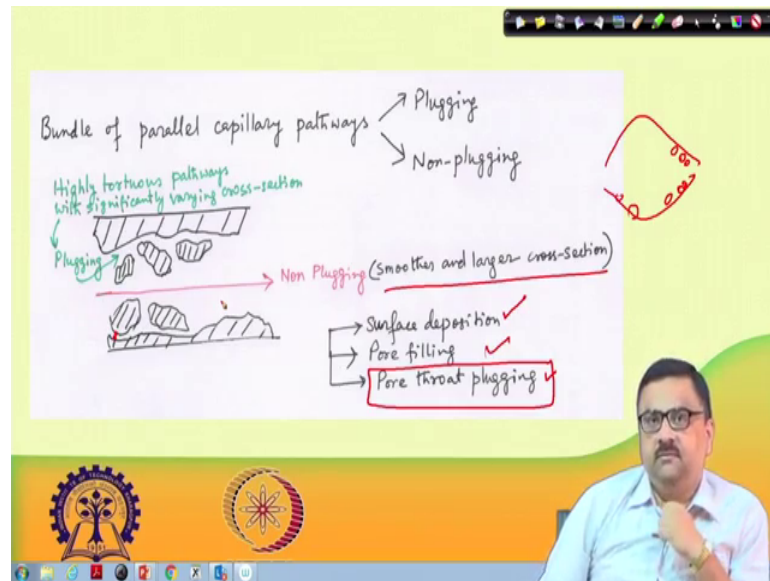 Bundle of parallel capillary pathways
Plugging
Non-plugging
Highly tortuous pathways
with significantly varying cross-section
Plugging
Non Plugging (smoother and larger cross-section)
Surface deposition
Pore filling
Pore throat plugging